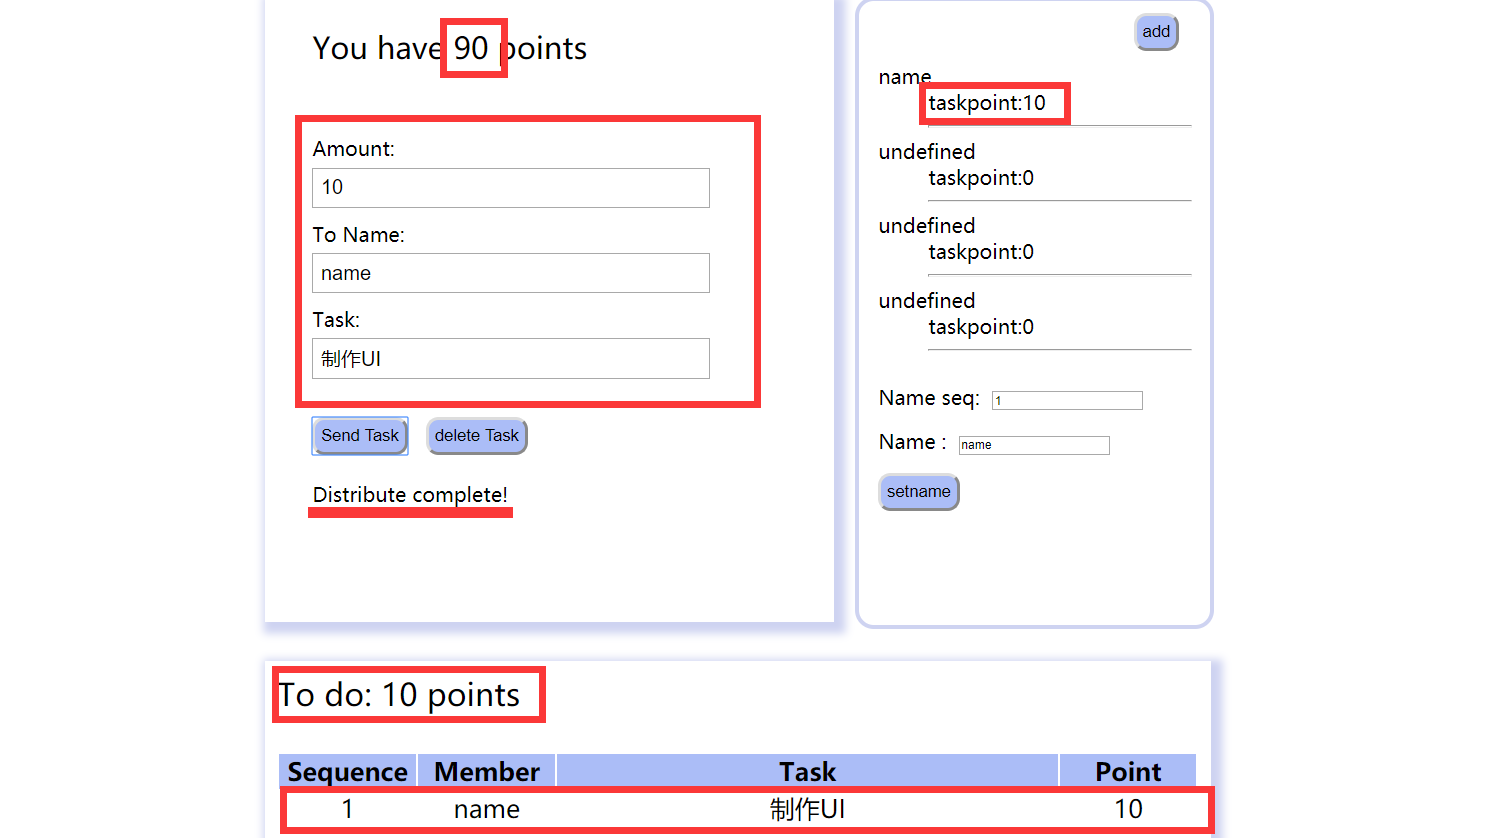 You have 90 points
Amount:
10
To Name:
name
Task:
制作UI
Send Task
delete Task
Distribute complete!
add
name
taskpoint:10
undefined
taskpoint:0
undefined
taskpoint:0
undefined
taskpoint:0
Name seq: 1
Name : name
setname
To do: 10 points
Sequence Member Task Point
1 name 制作UI 10